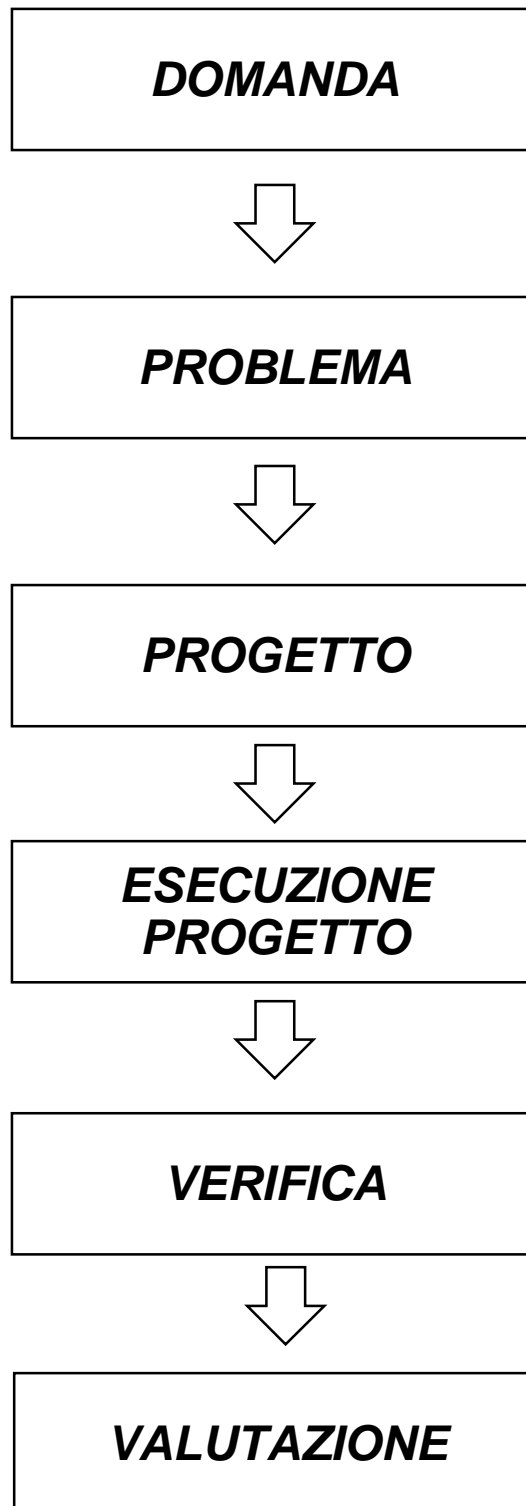 DOMANDA
PROBLEMA
PROGETTO
ESECUZIONE
PROGETTO
VERIFICA
VALUTAZIONE